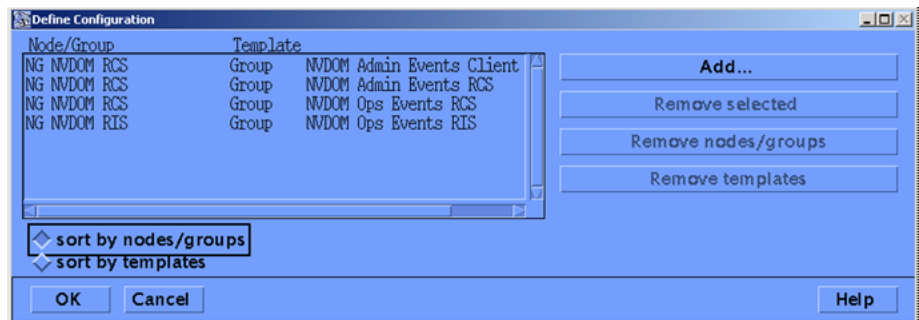 Define Configuration
Node/Group Template
NG NVDOM RCS Group NVDOM Admin Events Client
NG NVDOM RCS Group NVDOM Admin Events RCS
NG NVDOM RCS Group NVDOM Ops Events RCS
NG NVDOM RIS Group NVDOM Ops Events RIS
Add...
Remove selected
Remove nodes/groups
Remove templates
sort by nodes/groups
sort by templates
OK Cancel Help